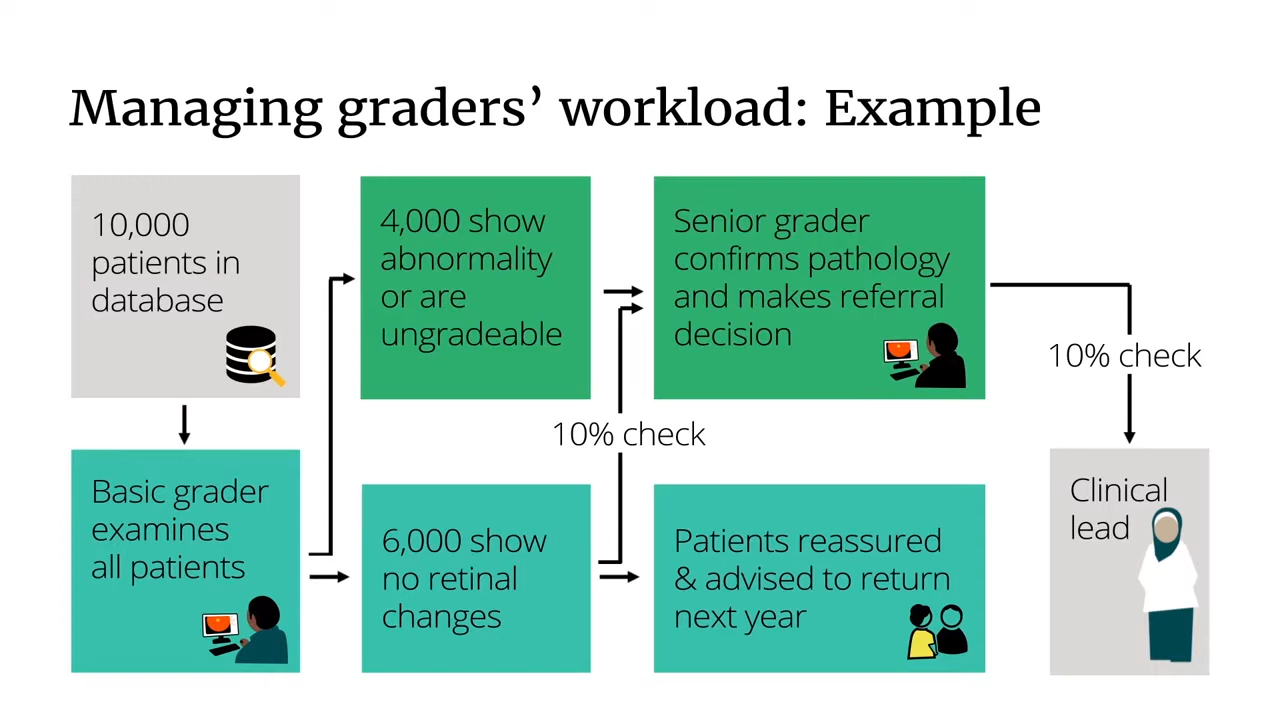 Managing graders’ workload: Example
10,000
patients in
database
4,000 show
abnormality
or are
ungradeable
Senior grader
confirms pathology
and makes referral
decision
10% check
10% check
Basic grader
examines
all patients
6,000 show
no retinal
changes
Patients reassured
& advised to return
next year
Clinical
lead